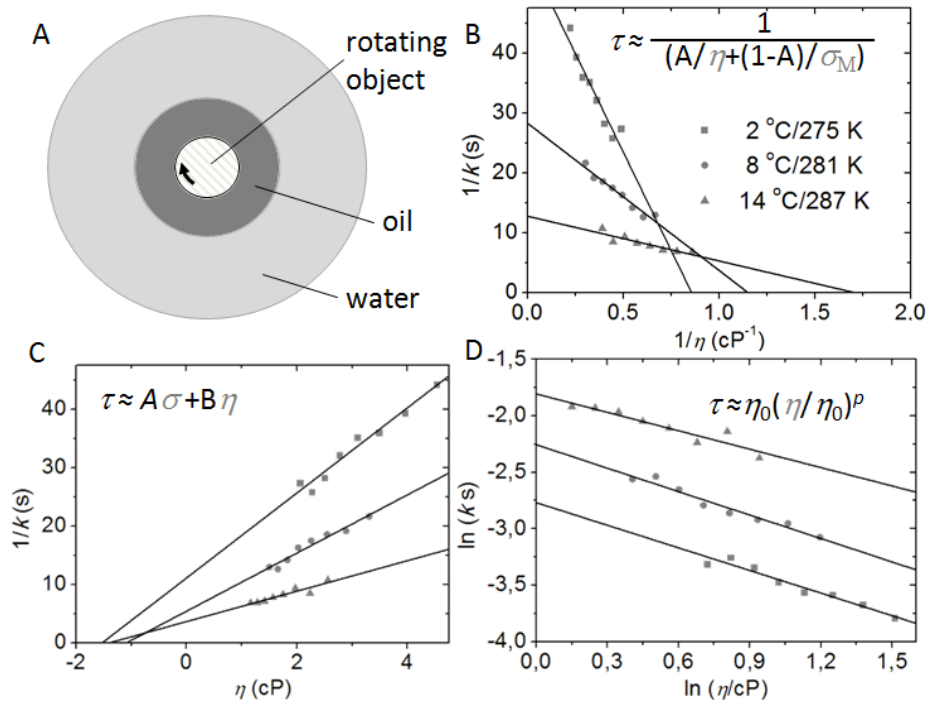 A
rotating
object
oil
water
B
τ ≈ 1
(A/η+(1-A)/σM)
2 °C/275 K
8 °C/281 K
14 °C/287 K
1/k (s)
40
30
20
10
0
0.0
0.5
1.0
1.5
2.0
1/η (cP⁻¹)
C
τ ≈ Aσ+Bη
1/k (s)
40
30
20
10
0
-2
0
2
4
η (cP)
D
τ≈η0(η/η0)ᵖ
ln (k s)
-1,5
-2,0
-2,5
-3,0
-3,5
-4,0
0,0
0,3
0,6
0,9
1,2
1,5
ln (η/cP)